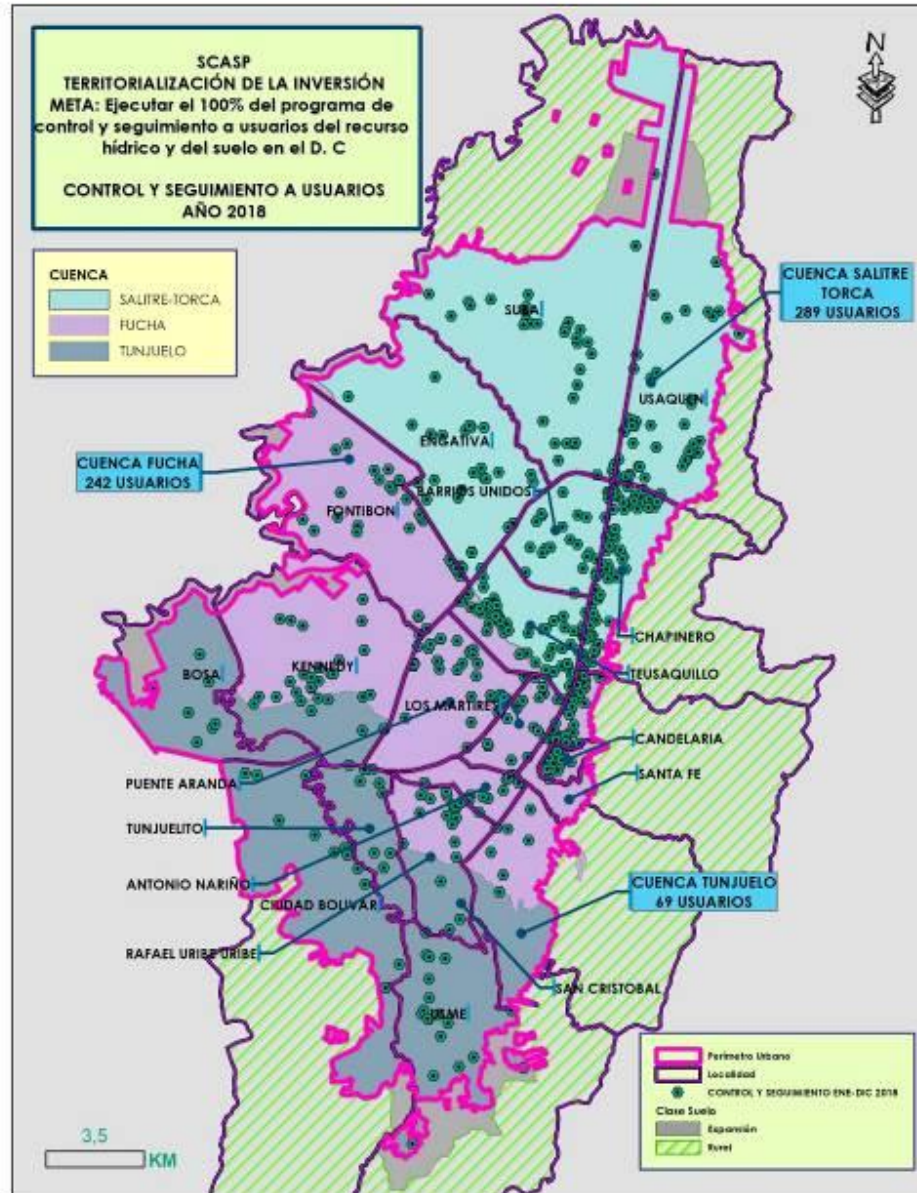 SCASP
TERRITORIALIZACIÓN DE LA INVERSIÓN
META: Ejecutar el 100% del programa de
control y seguimiento a usuarios del recurso
hídrico y del suelo en el D. C
CONTROL Y SEGUIMIENTO A USUARIOS
AÑO 2018
N
CUENCA
SALITRE-TORCA
FUCHA
TUNJUELO
CUENCA SALITRE
TORCA
289 USUARIOS
SUBA
USAQUEN
ENGATIVA
CUENCA FUCHA
242 USUARIOS
BARRIOS UNIDOS
FONTIBON
CHAPINERO
BOSA
KENNEDY
TEUSAQUILLO
LOS MARTIRES
CANDELARIA
SANTA FE
PUENTE ARANDA
TUNJUELITO
ANTONIO NARIÑO
CIUDAD BOLIVAR
CUENCA TUNJUELO
69 USUARIOS
RAFAEL URIBE URIBE
SAN CRISTOBAL
USME
Perímetro Urbano
Localidad
CONTROL Y SEGUIMIENTO ENE-DIC 2018
Clase Suelo
Expansión
Rural
3,5
KM